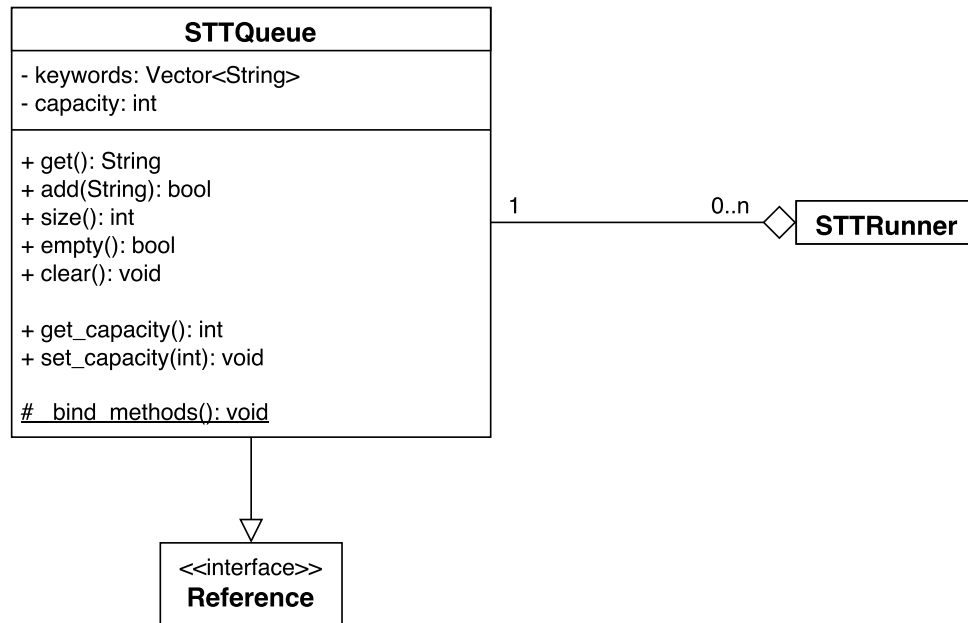 STTQueue
- keywords: Vector<String>
- capacity: int
+ get(): String
+ add(String): bool
+ size(): int
+ empty(): bool
+ clear(): void
+ get_capacity(): int
+ set_capacity(int): void
# _bind_methods(): void
1
0..n
STTRunner
<<interface>>
Reference